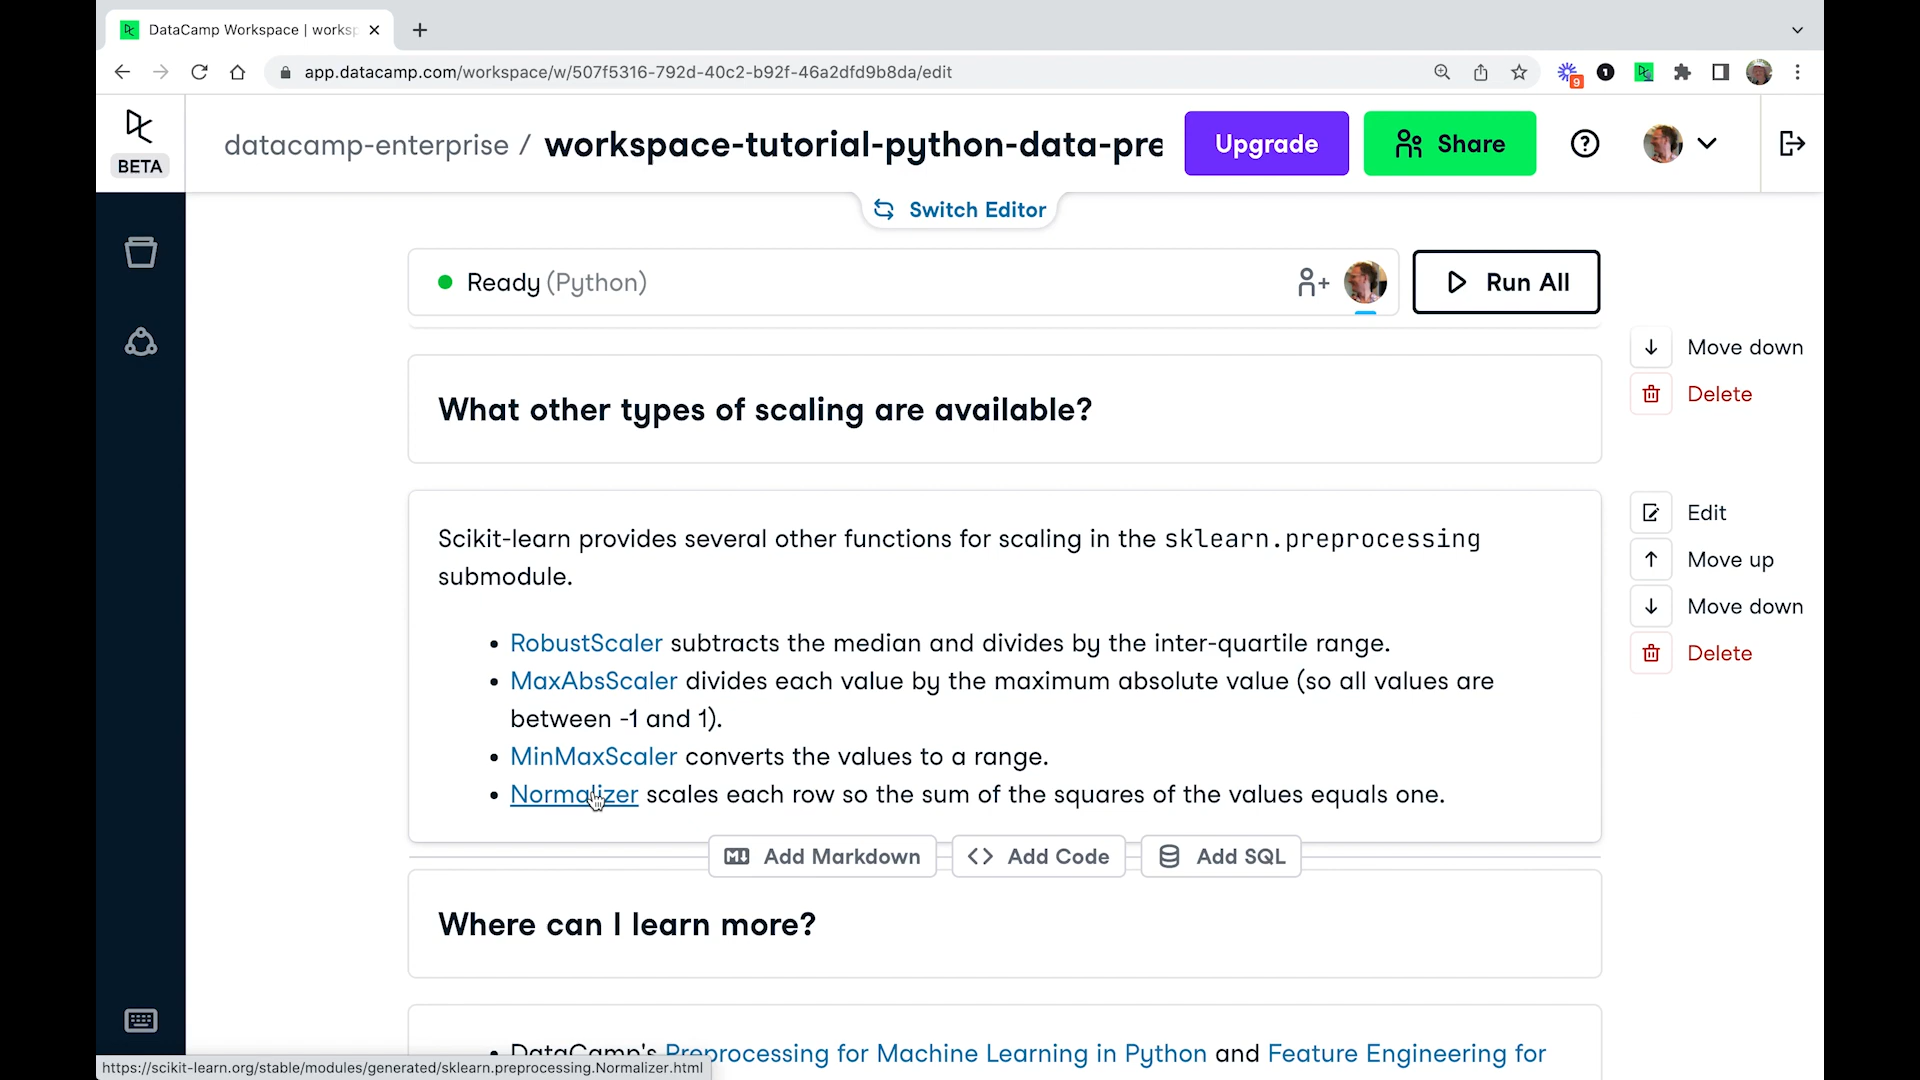 DataCamp Workspace | works
app.datacamp.com/workspace/w/507f5316-792d-40c2-b92f-46a2dfd9b8da/edit
9
1
BETA
datacamp-enterprise / workspace-tutorial-python-data-pre
Upgrade
Share
Switch Editor
Ready (Python)
Run All
Move down
Delete
What other types of scaling are available?
Edit
Move up
Move down
Delete
Scikit-learn provides several other functions for scaling in the sklearn.preprocessing
submodule.
• RobustScaler subtracts the median and divides by the inter-quartile range.
• MaxAbsScaler divides each value by the maximum absolute value (so all values are
between -1 and 1).
• MinMaxScaler converts the values to a range.
• Normalizer scales each row so the sum of the squares of the values equals one.
Add Markdown
Add Code
Add SQL
Where can I learn more?
• DataCamp's Preprocessing for Machine Learning in Python and Feature Engineering for
https://scikit-learn.org/stable/modules/generated/sklearn.preprocessing.Normalizer.html